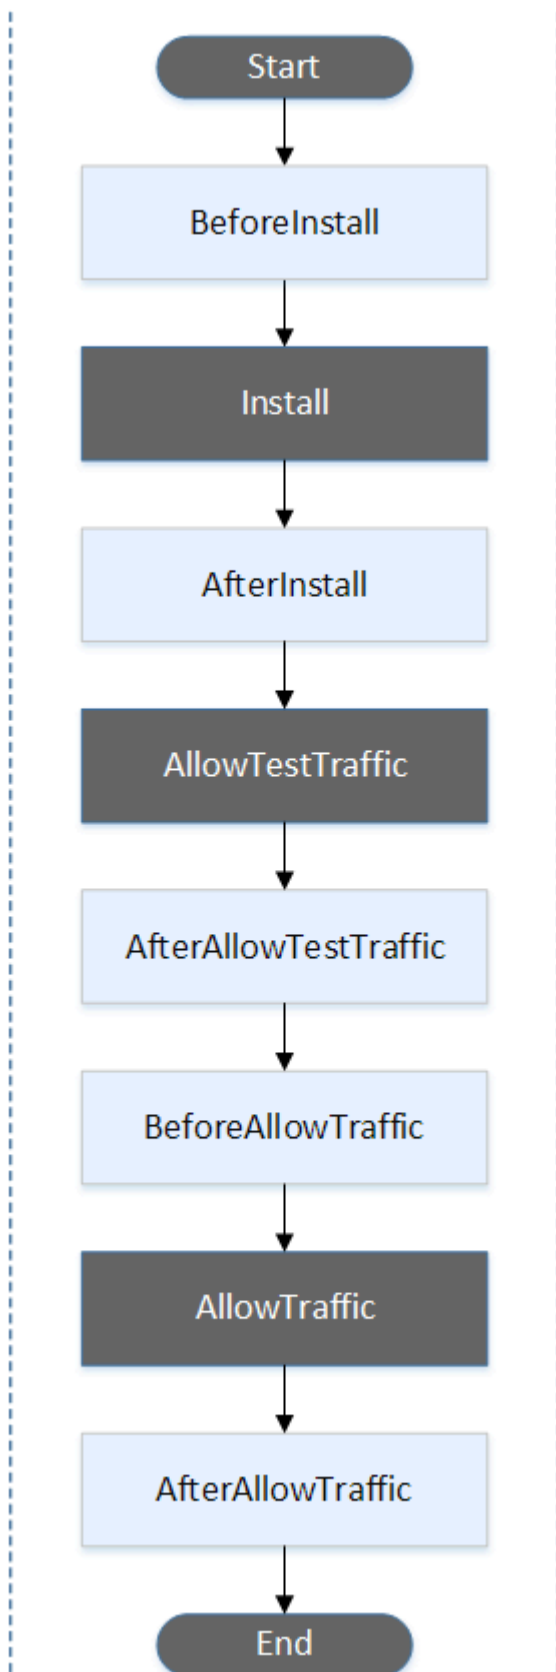 Start
BeforeInstall
Install
AfterInstall
AllowTestTraffic
AfterAllowTestTraffic
BeforeAllowTraffic
AllowTraffic
AfterAllowTraffic
End